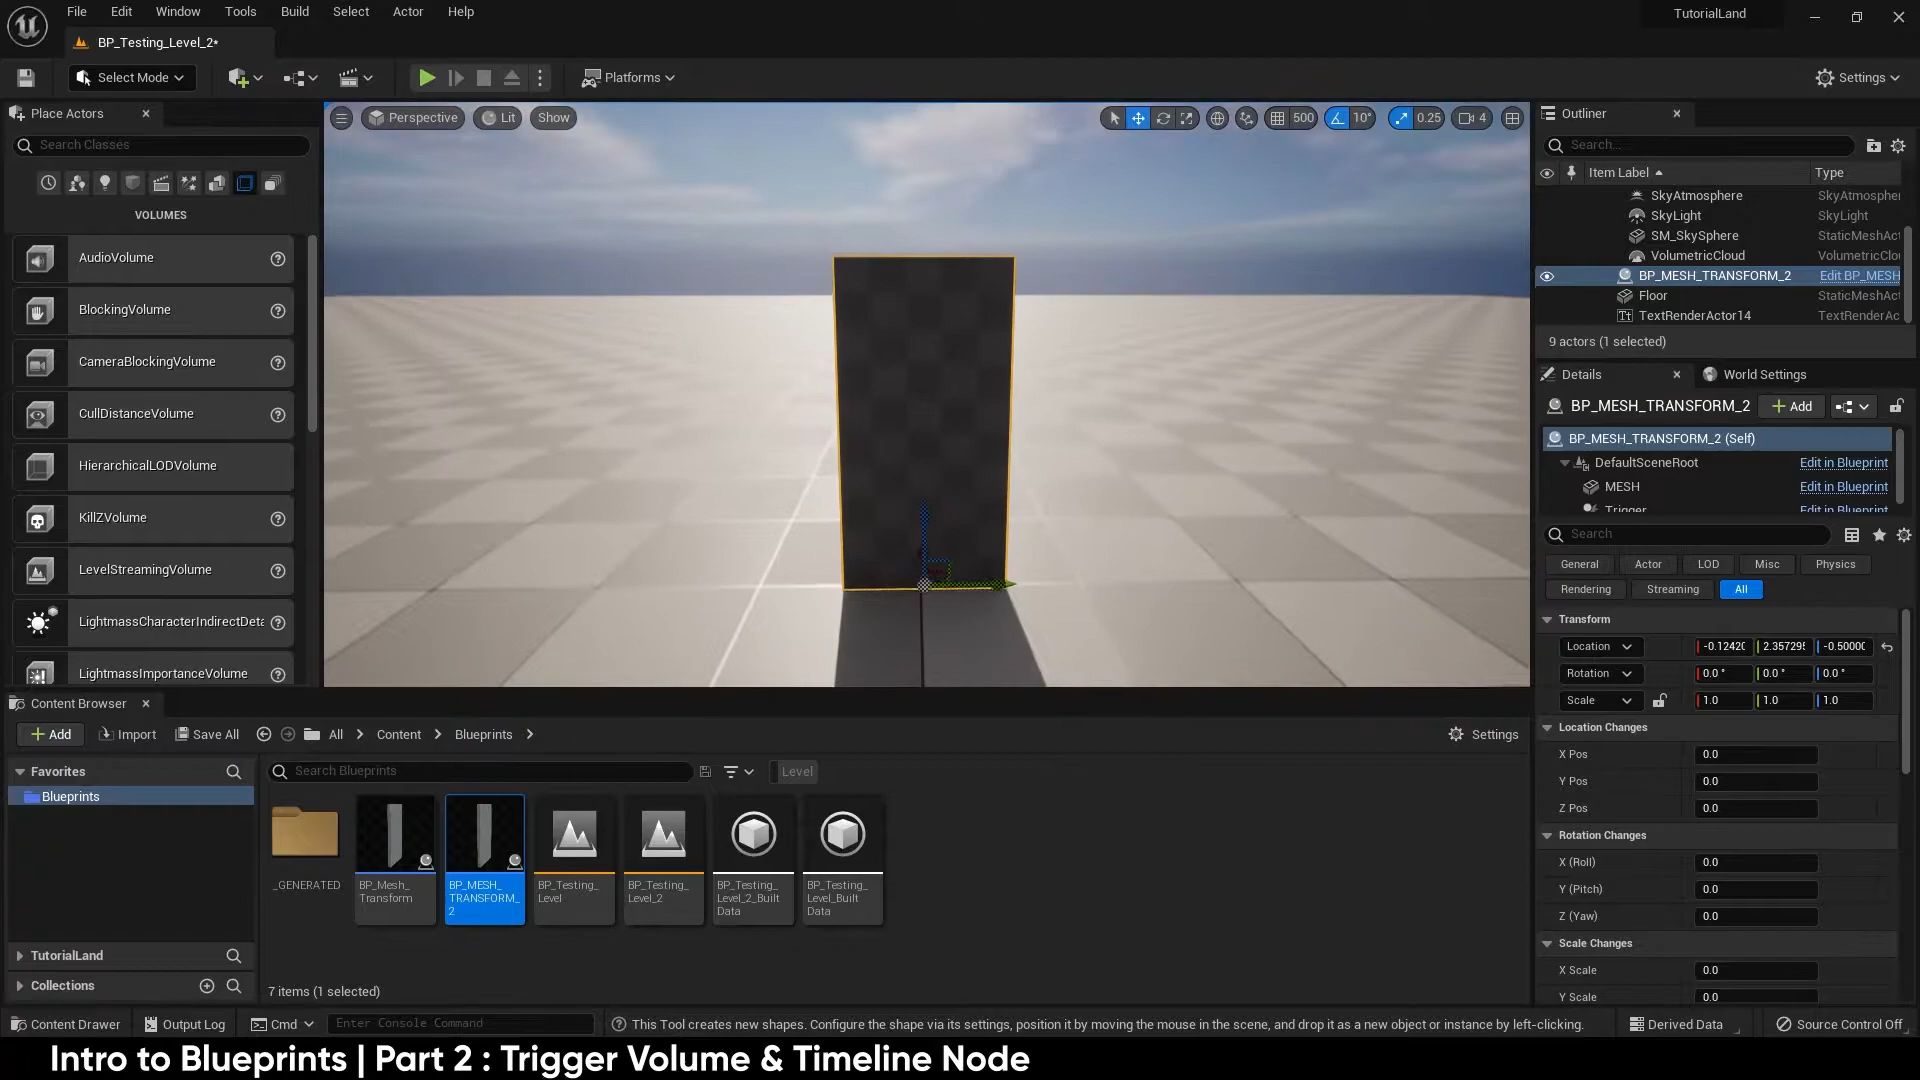 File Edit Window Tools Build Select Actor Help
TutorialLand
BP_Testing_Level_2*
Select Mode
Platforms
Settings
Place Actors
Search Classes
VOLUMES
AudioVolume
BlockingVolume
CameraBlockingVolume
CullDistanceVolume
HierarchicalLODVolume
KillZVolume
LevelStreamingVolume
LightmassCharacterIndirectDeta
LightmassImportanceVolume
Perspective Lit Show
500 10° 0.25 4
Outliner
Search...
Item Label Type
SkyAtmosphere SkyAtmospher
SkyLight SkyLight
SM_SkySphere StaticMeshAct
VolumetricCloud VolumetricClou
BP_MESH_TRANSFORM_2 Edit BP_MESH
Floor StaticMeshAct
TextRenderActor14 TextRenderAc
9 actors (1 selected)
Details World Settings
BP_MESH_TRANSFORM_2 Add
BP_MESH_TRANSFORM_2 (Self)
DefaultSceneRoot Edit in Blueprint
MESH Edit in Blueprint
Trigger Edit in Blueprint
Search
General Actor LOD Misc Physics
Rendering Streaming All
Transform
Location -0.1242( 2.35729! -0.5000(
Rotation 0.0 ° 0.0 ° 0.0 °
Scale 1.0 1.0 1.0
Location Changes
X Pos 0.0
Y Pos 0.0
Z Pos 0.0
Rotation Changes
X (Roll) 0.0
Y (Pitch) 0.0
Z (Yaw) 0.0
Scale Changes
X Scale 0.0
Y Scale 0.0
Content Browser
Add Import Save All All Content Blueprints Settings
Favorites
Blueprints
TutorialLand
Collections
Search Blueprints
Level
_GENERATED
BP_Mesh_
Transform
BP_MESH_
TRANSFORM_
2
BP_Testing_
Level
BP_Testing_
Level_2
BP_Testing_
Level_2_Built
Data
BP_Testing_
Level_Built
Data
7 items (1 selected)
Content Drawer Output Log Cmd Enter Console Command This Tool creates new shapes. Configure the shape via its settings, position it by moving the mouse in the scene, and drop it as a new object or instance by left-clicking. Derived Data Source Control Off
Intro to Blueprints | Part 2 : Trigger Volume & Timeline Node